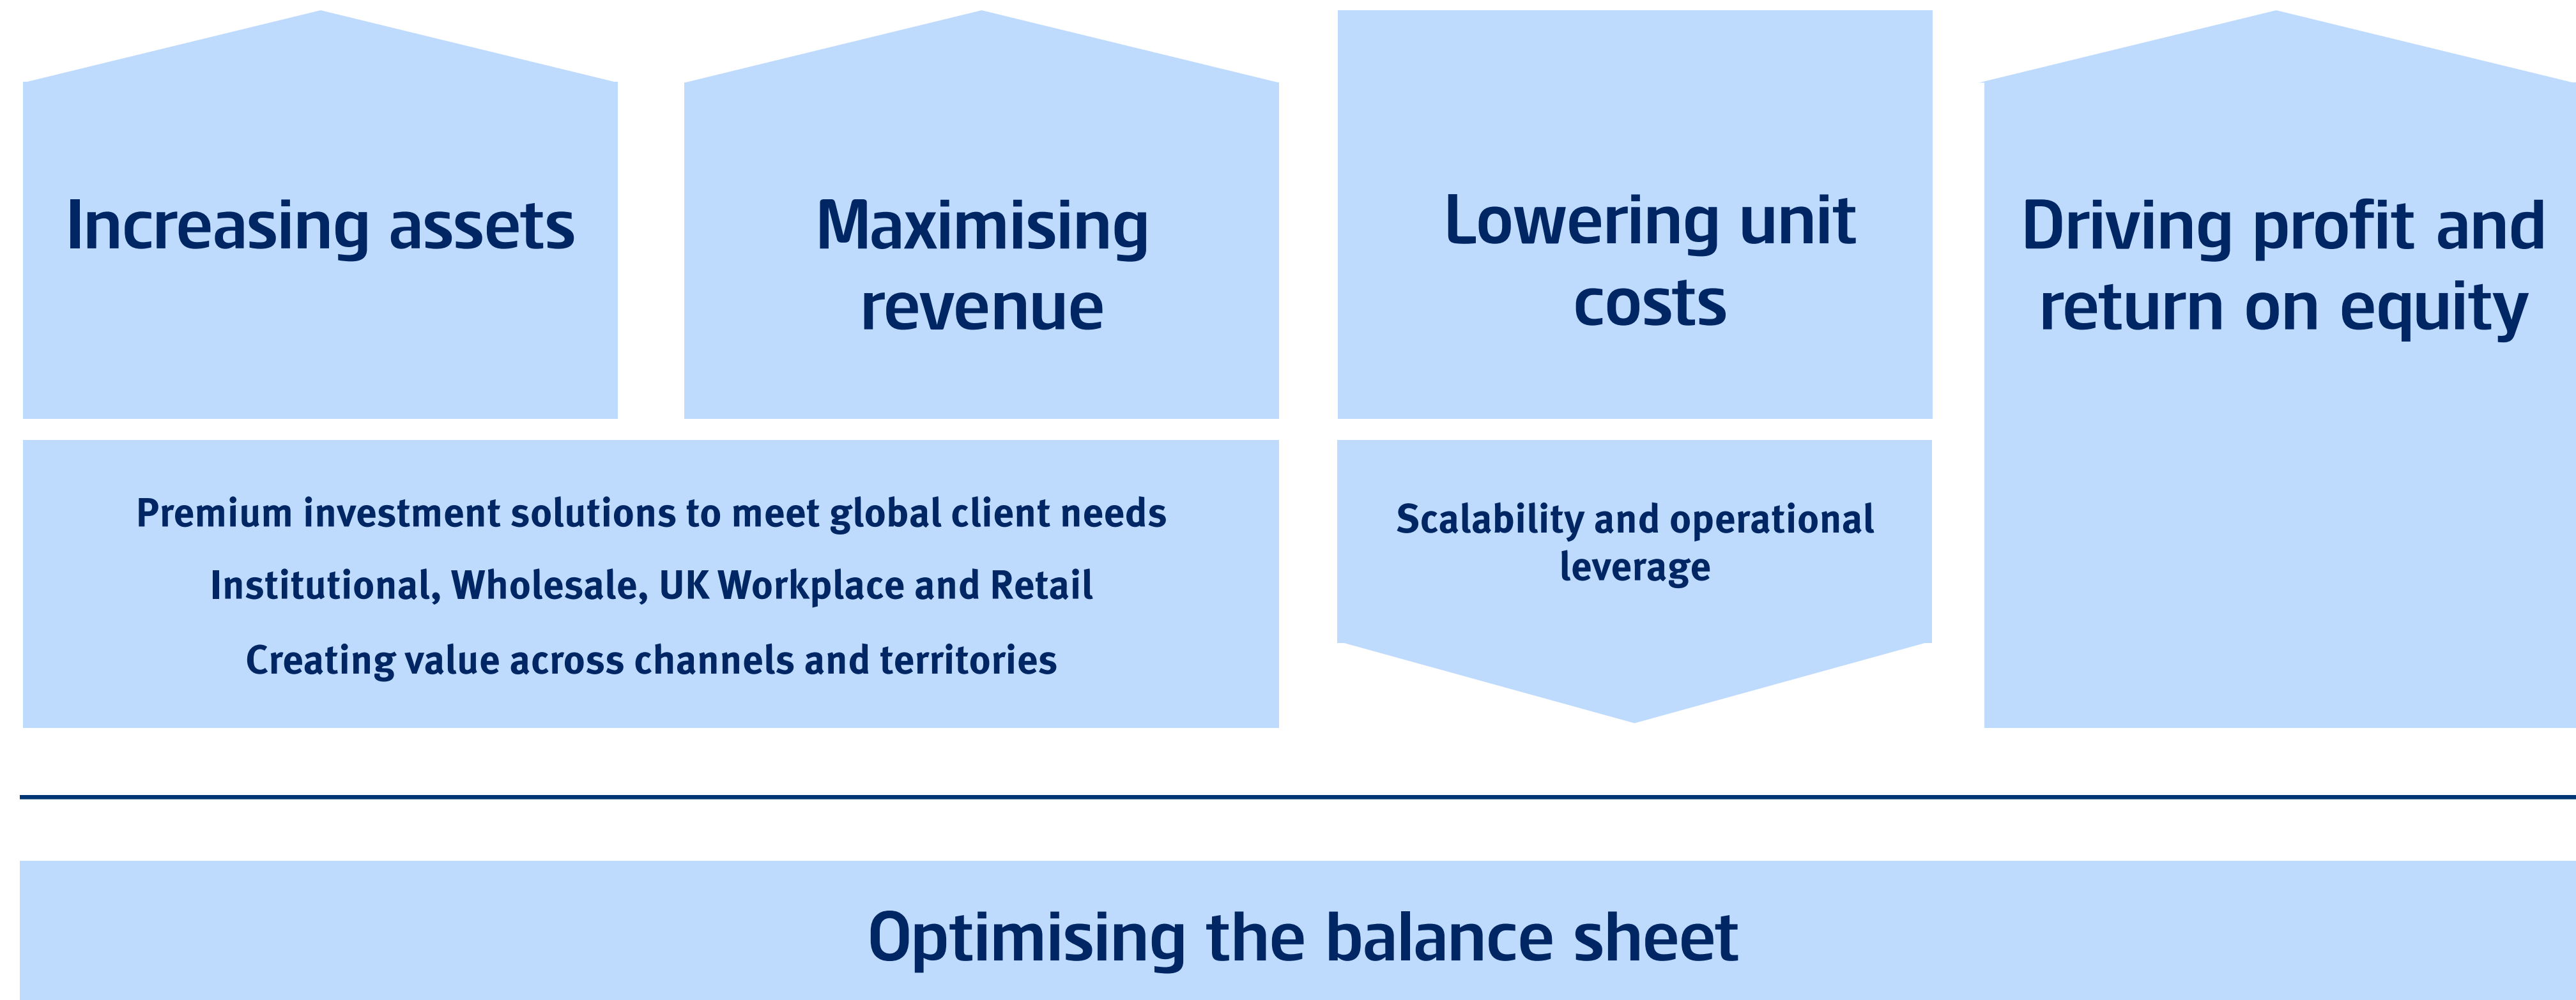 Increasing assets
Maximising
revenue
Lowering unit
costs
Driving profit and
return on equity
Premium investment solutions to meet global client needs
Institutional, Wholesale, UK Workplace and Retail
Creating value across channels and territories
Scalability and operational
leverage
Optimising the balance sheet